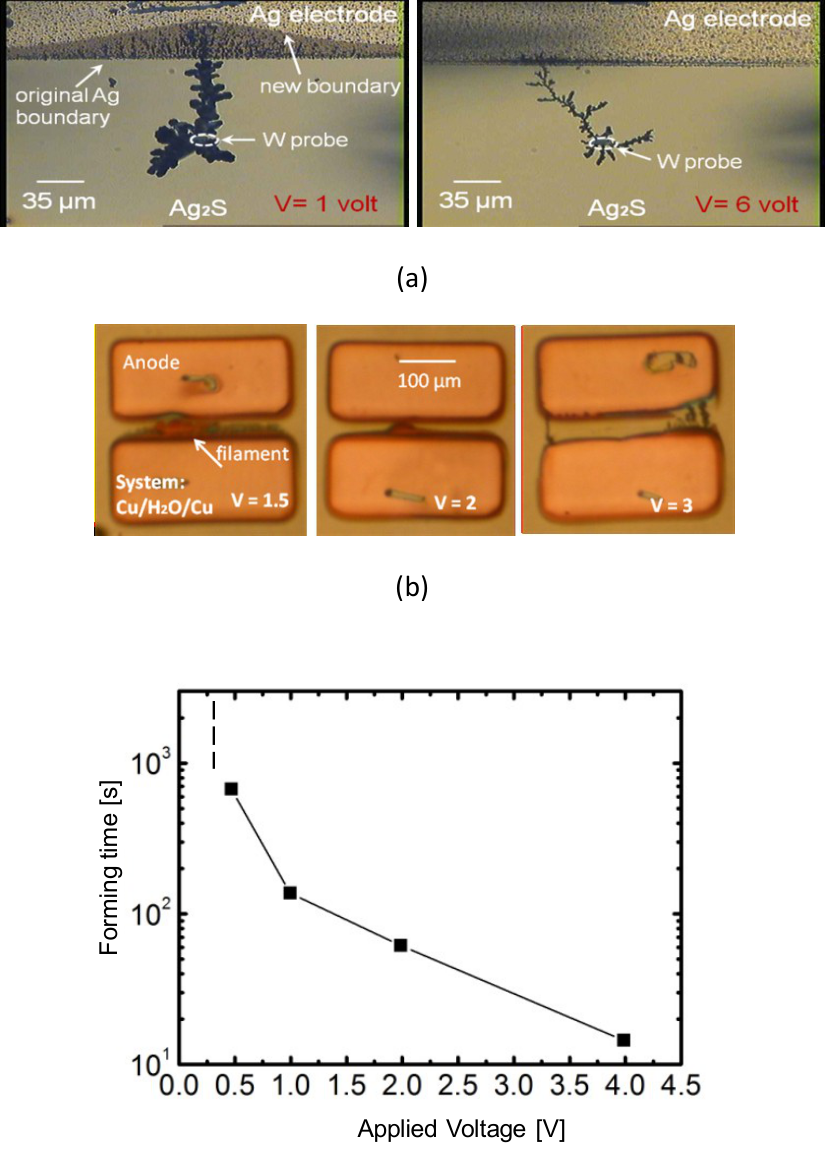 Ag electrode
original Ag
boundary
new boundary
W probe
35 µm
Ag₂S
V= 1 volt
Ag electrode
W probe
35 µm
Ag₂S
V= 6 volt
(a)
Anode
filament
System:
Cu/H₂O/Cu
V = 1.5
100 µm
V = 2
V = 3
(b)
Forming time [s]
10³
10²
10¹
0.0 0.5 1.0 1.5 2.0 2.5 3.0 3.5 4.0 4.5
Applied Voltage [V]